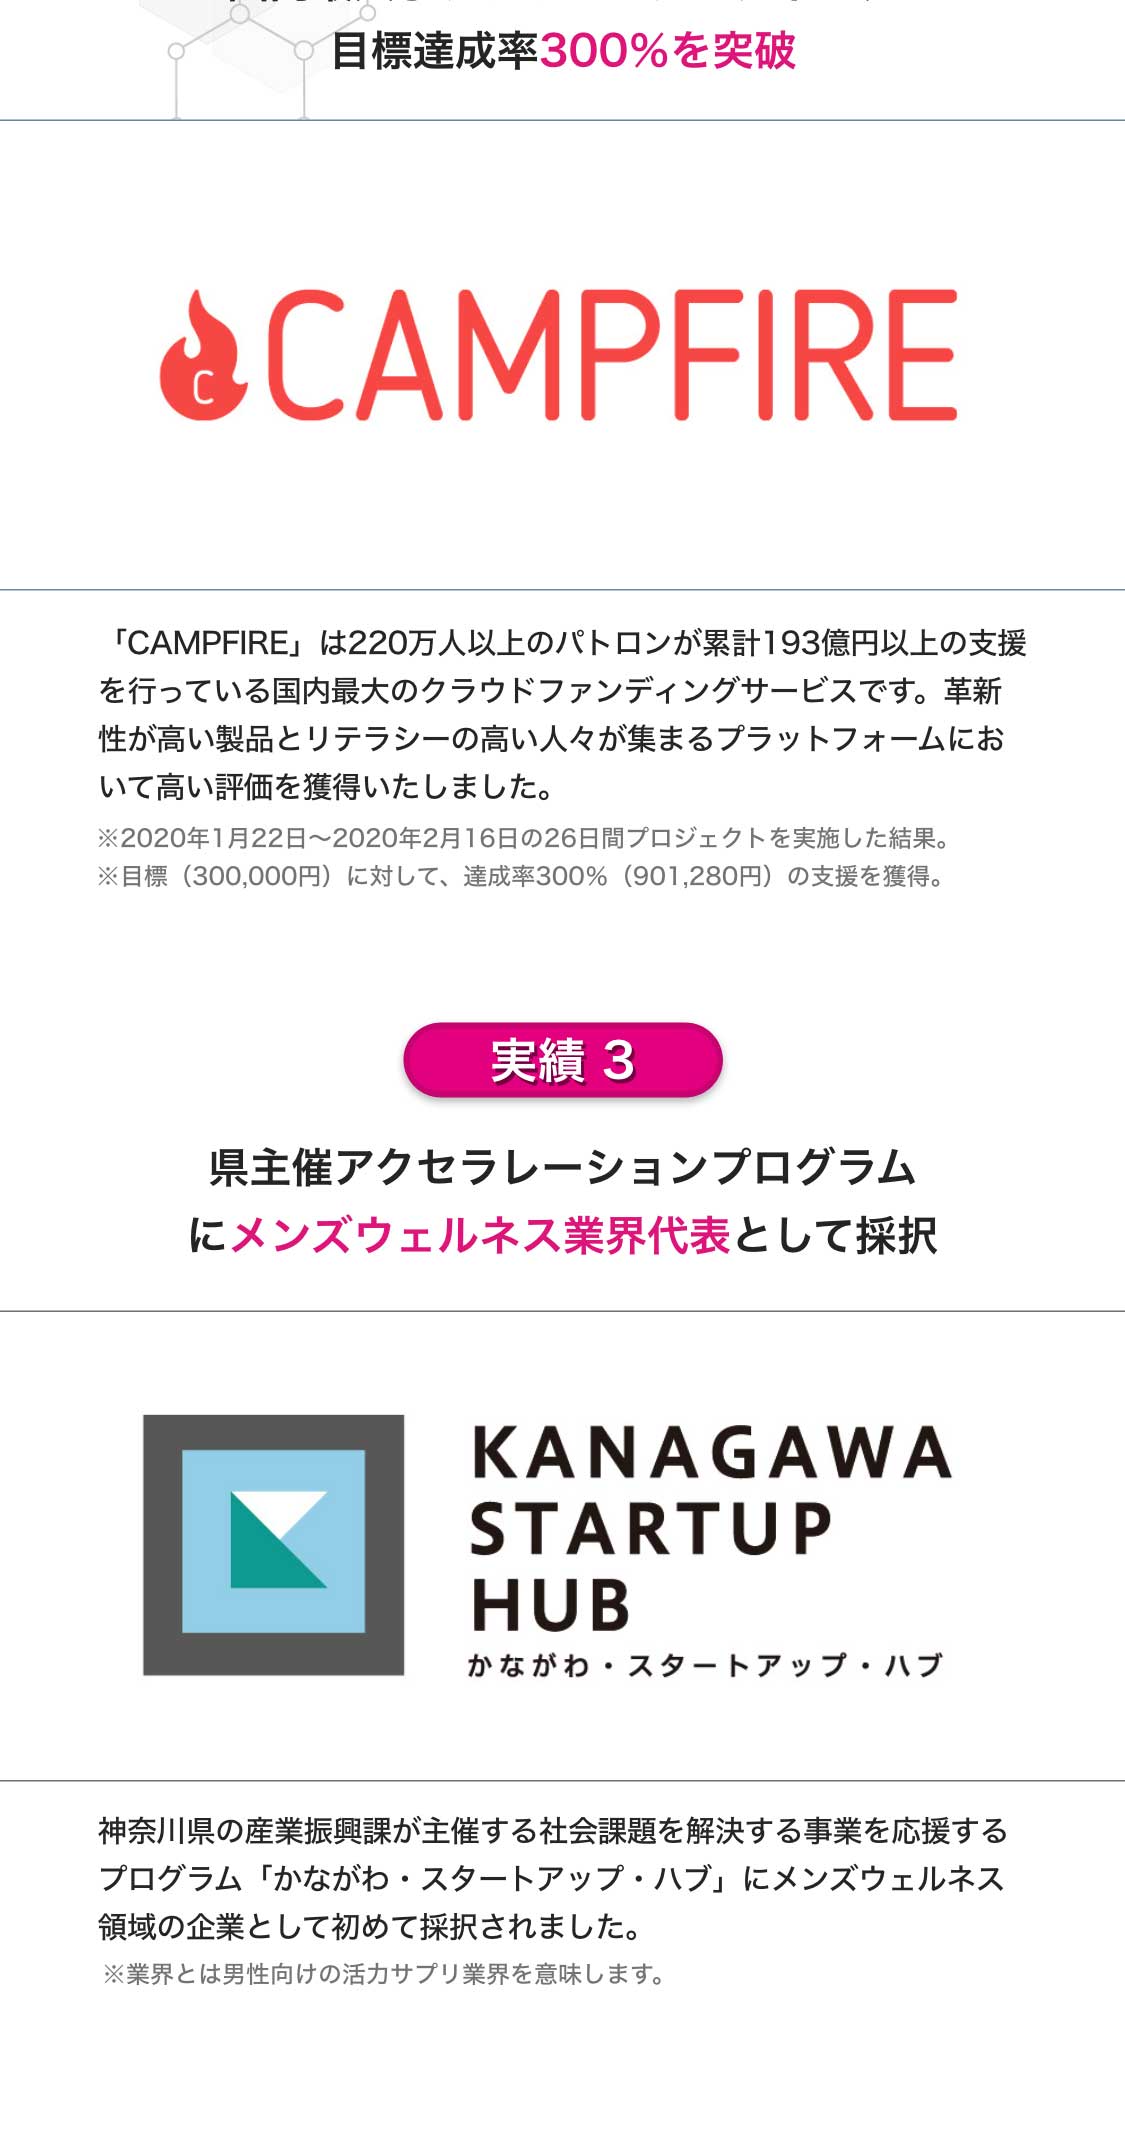 目標達成率300%を突破
C CAMPFIRE
「CAMPFIRE」は220万人以上のパトロンが累計193億円以上の支援
を行っている国内最大のクラウドファンディングサービスです。革新
性が高い製品とリテラシーの高い人々が集まるプラットフォームにお
いて高い評価を獲得いたしました。
※2020年1月22日〜2020年2月16日の26日間プロジェクトを実施した結果。
※目標（300,000円）に対して、達成率300%（901,280円）の支援を獲得。
実績 3
県主催アクセラレーションプログラム
にメンズウェルネス業界代表として採択
KANAGAWA
STARTUP
HUB
かながわ・スタートアップ・ハブ
神奈川県の産業振興課が主催する社会課題を解決する事業を応援する
プログラム「かながわ・スタートアップ・ハブ」にメンズウェルネス
領域の企業として初めて採択されました。
※業界とは男性向けの活力サプリ業界を意味します。